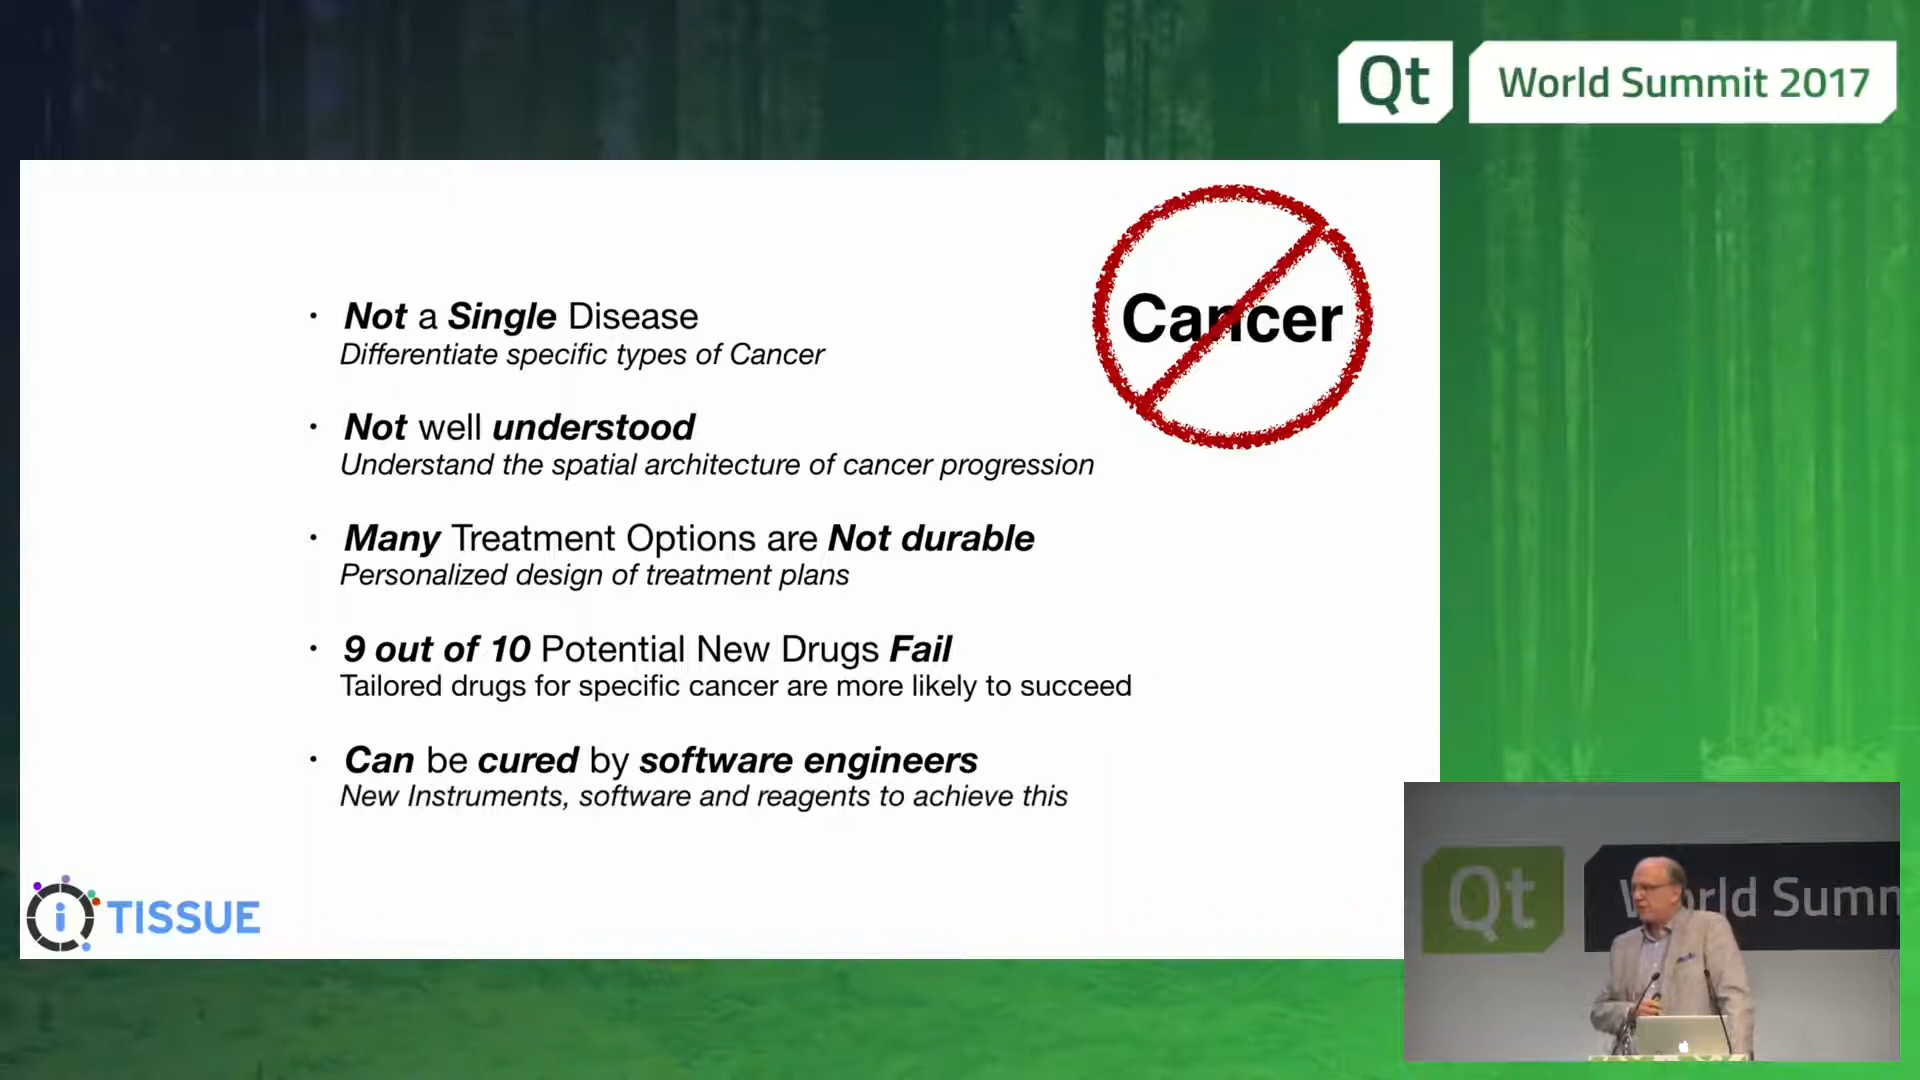 Qt World Summit 2017
Cancer
• Not a Single Disease
Differentiate specific types of Cancer
• Not well understood
Understand the spatial architecture of cancer progression
• Many Treatment Options are Not durable
Personalized design of treatment plans
• 9 out of 10 Potential New Drugs Fail
Tailored drugs for specific cancer are more likely to succeed
• Can be cured by software engineers
New Instruments, software and reagents to achieve this
i TISSUE
Qt World Summ